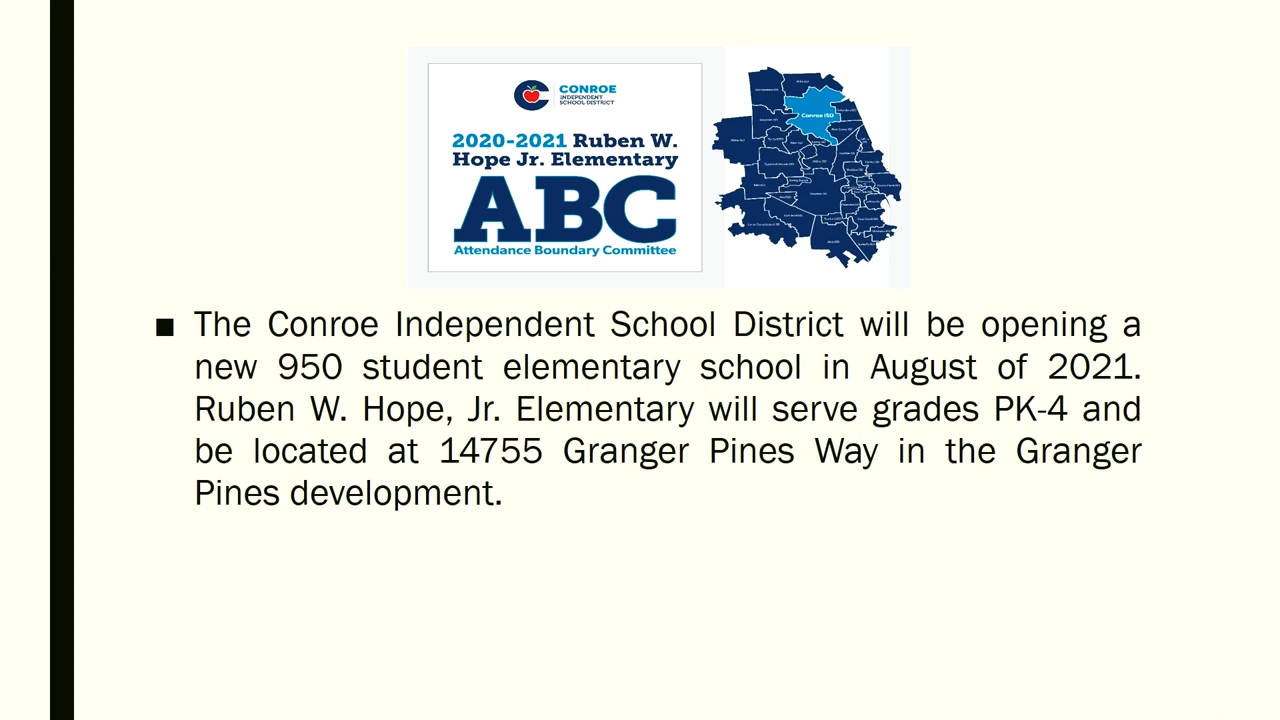 CONROE
INDEPENDENT
SCHOOL DISTRICT
2020-2021 Ruben W.
Hope Jr. Elementary
ABC
Attendance Boundary Committee
Conroe ISD
■ The Conroe Independent School District will be opening a
new 950 student elementary school in August of 2021.
Ruben W. Hope, Jr. Elementary will serve grades PK-4 and
be located at 14755 Granger Pines Way in the Granger
Pines development.